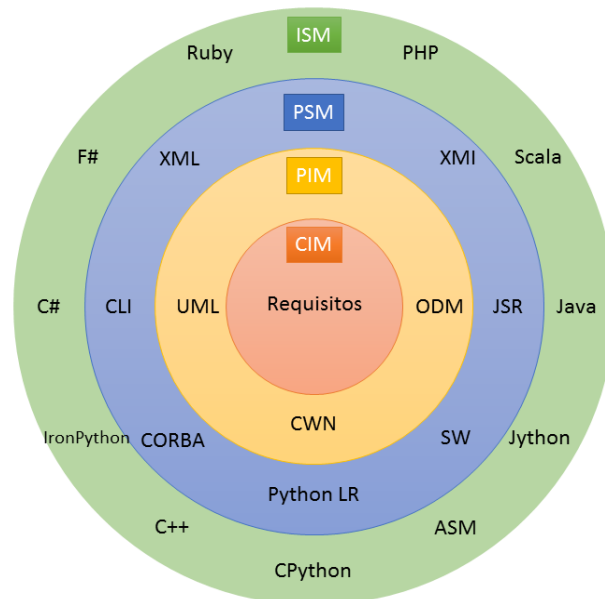 ISM
Ruby
PHP
PSM
F#
XML
XMI
Scala
PIM
CIM
C#
CLI
UML
Requisitos
ODM
JSR
Java
CWN
IronPython
CORBA
SW
Jython
Python LR
C++
ASM
CPython